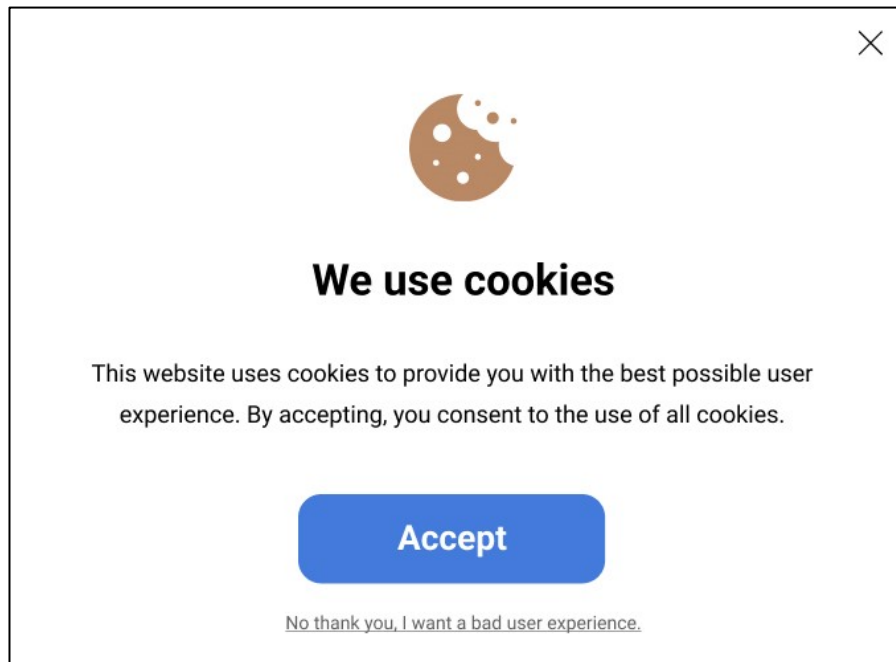 We use cookies
This website uses cookies to provide you with the best possible user
experience. By accepting, you consent to the use of all cookies.
Accept
No thank you, I want a bad user experience.